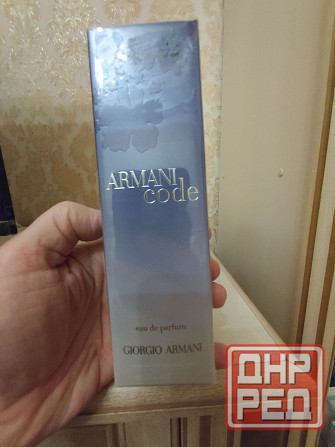 ARMANI
code
eau de parfum
GIORGIO ARMANI
ДНР
РЕД